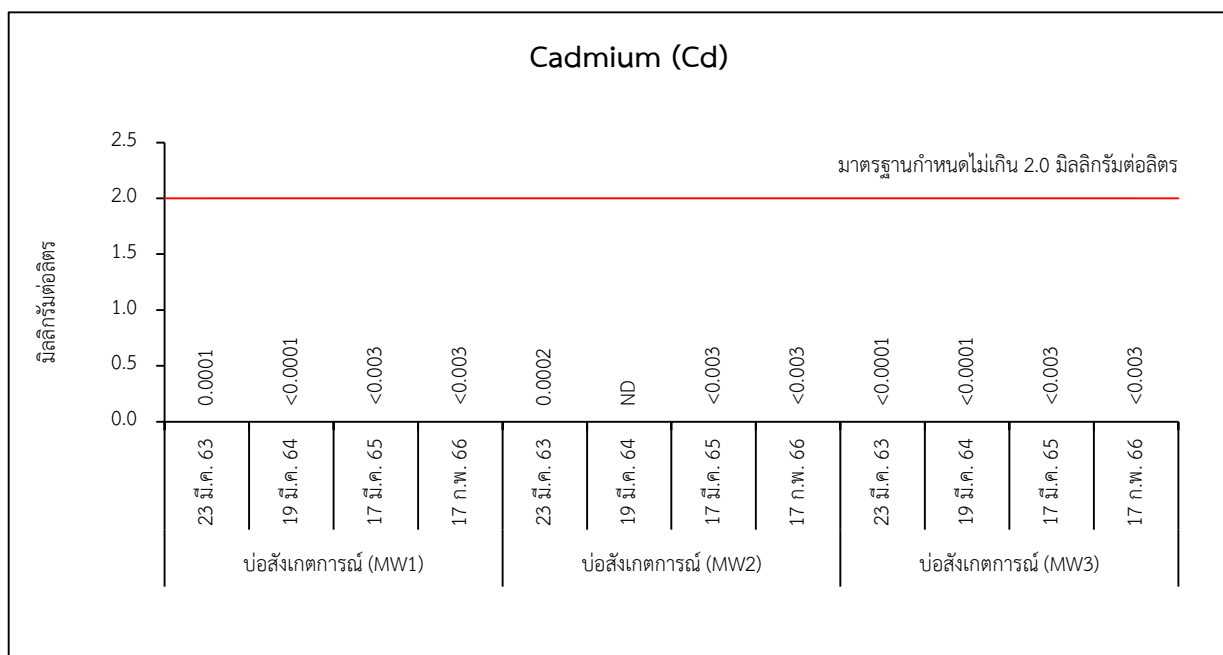 Cadmium (Cd)
มาตรฐานกำหนดไม่เกิน 2.0 มิลลิกรัมต่อลิตร
มิลลิกรัมต่อลิตร
2.5
2.0
1.5
1.0
0.5
0.0
0.0001
<0.0001
<0.003
<0.003
0.0002
ND
<0.003
<0.003
<0.0001
<0.0001
<0.003
<0.003
23 มี.ค. 63
19 มี.ค. 64
17 มี.ค. 65
17 ก.พ. 66
23 มี.ค. 63
19 มี.ค. 64
17 มี.ค. 65
17 ก.พ. 66
23 มี.ค. 63
19 มี.ค. 64
17 มี.ค. 65
17 ก.พ. 66
บ่อสังเกตการณ์ (MW1)
บ่อสังเกตการณ์ (MW2)
บ่อสังเกตการณ์ (MW3)